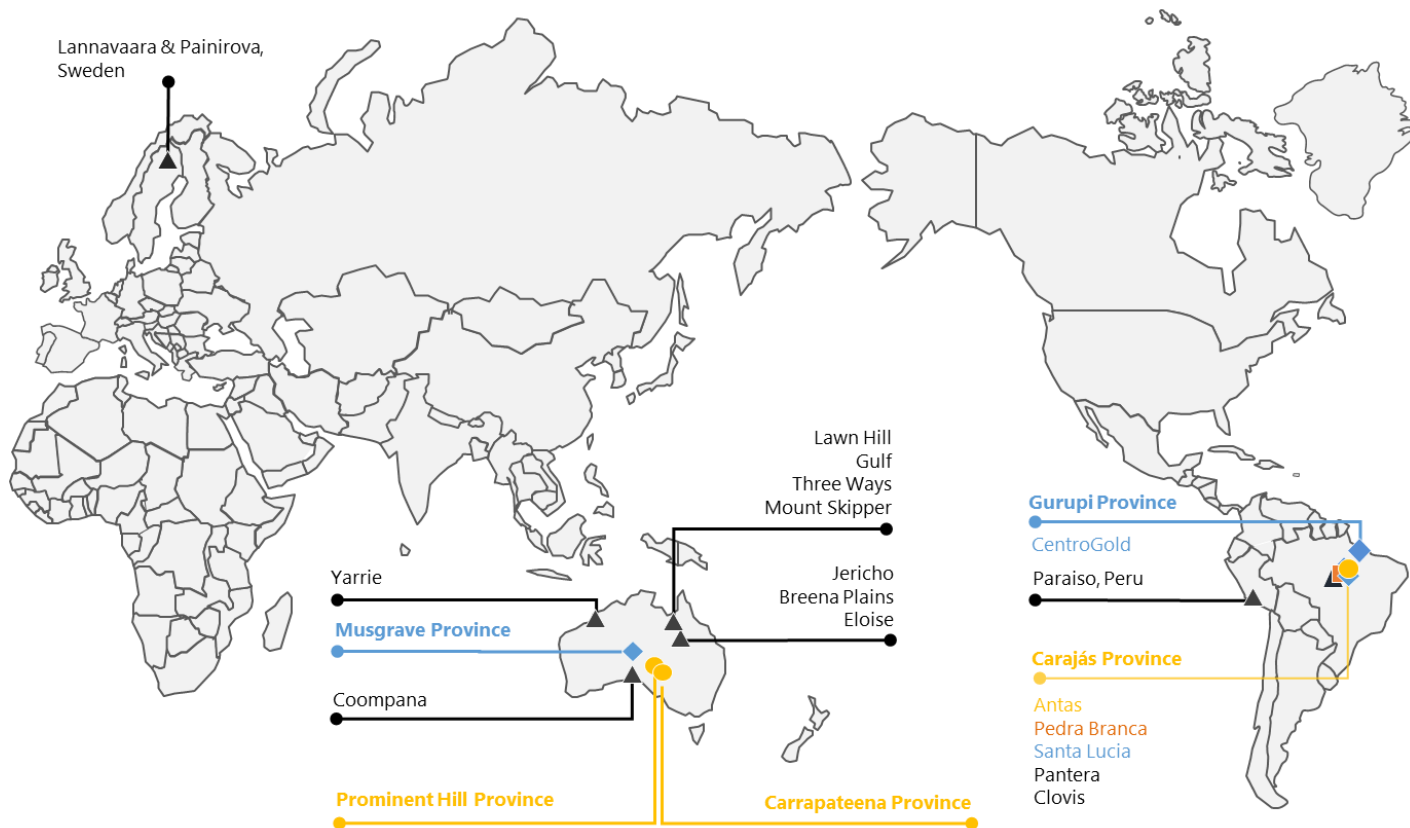 Lannavaara & Painirova,
Sweden
Lawn Hill
Gulf
Three Ways
Mount Skipper
Jericho
Breena Plains
Eloise
Yarrie
Musgrave Province
Coompana
Prominent Hill Province
Carrapateena Province
Gurupi Province
CentroGold
Paraiso, Peru
Carajás Province
Antas
Pedra Branca
Santa Lucia
Pantera
Clovis